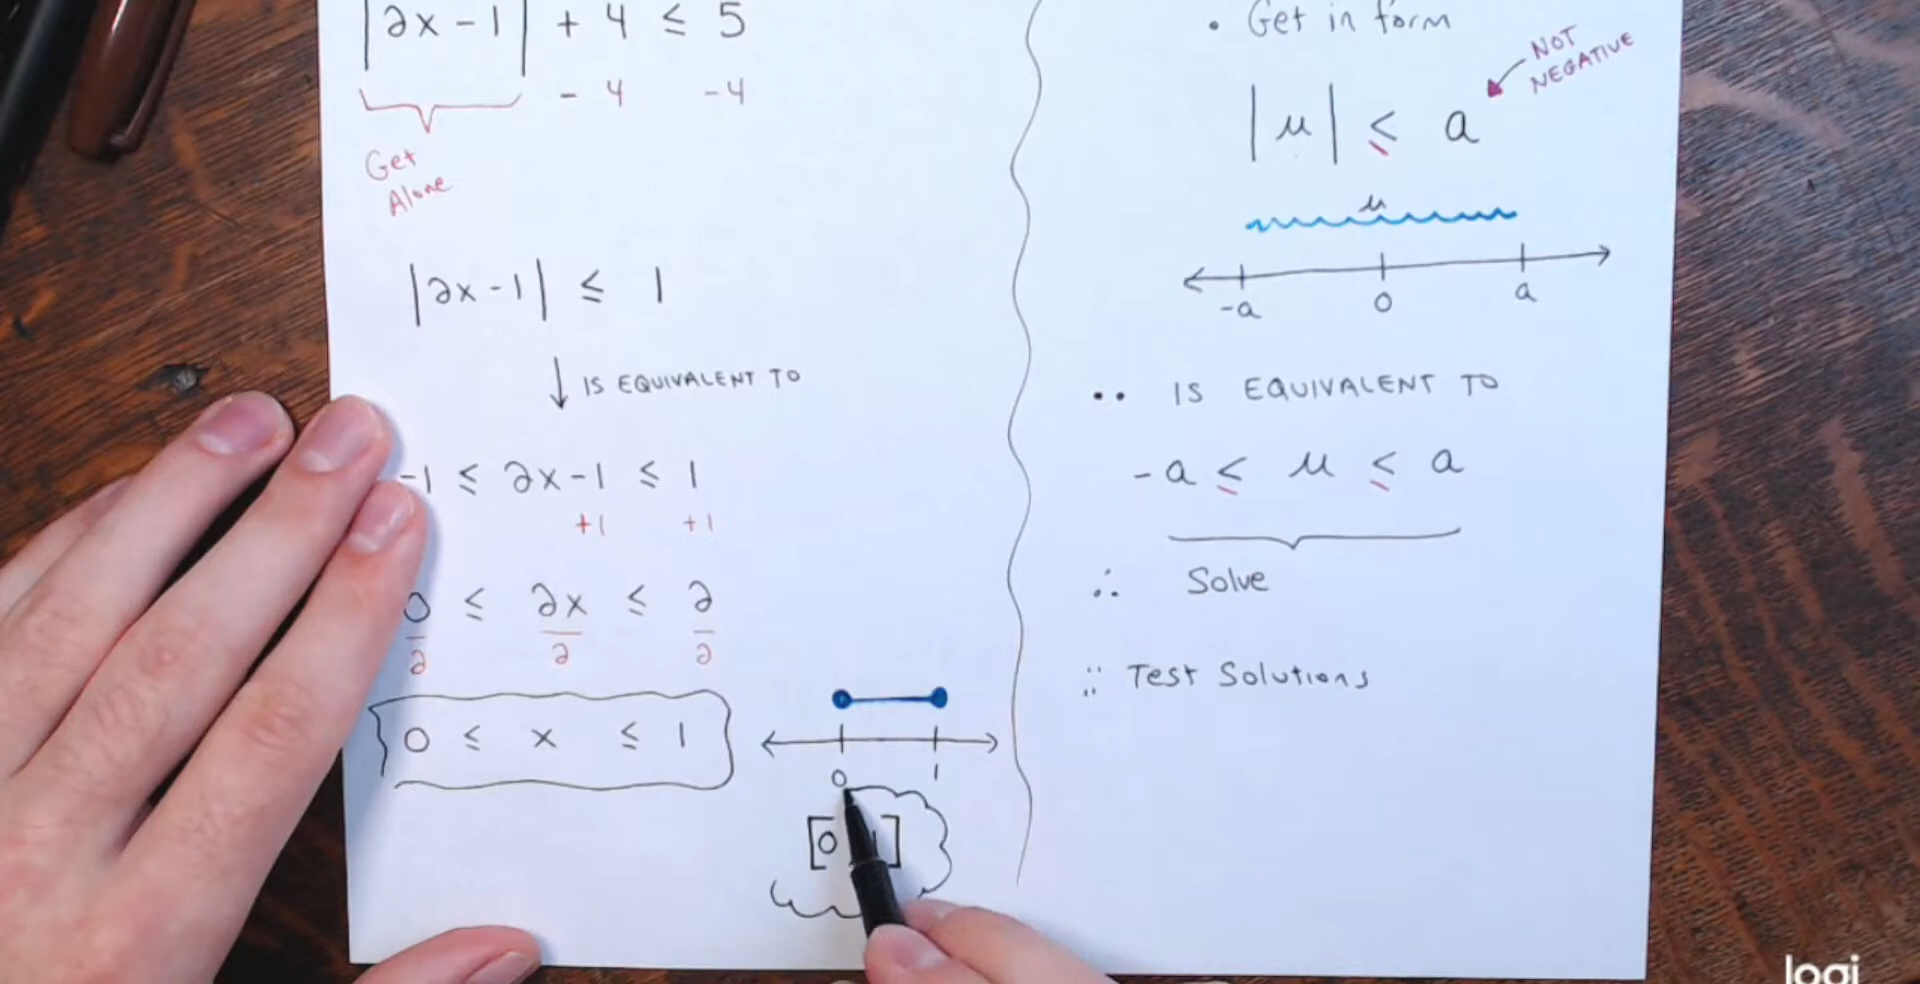 |2x - 1| + 4 ≤ 5
- 4 -4
Get
Alone
|2x - 1| ≤ 1
↓ IS EQUIVALENT TO
-1 ≤ 2x - 1 ≤ 1
+1 +1
0 ≤ 2x ≤ 2
2 2 2
0 ≤ x ≤ 1
0 1
[0 1]
• Get in form
NOT
NEGATIVE
|u| ≤ a
u
-a 0 a
•• IS EQUIVALENT TO
-a ≤ u ≤ a
∴ Solve
:: Test Solutions
logi